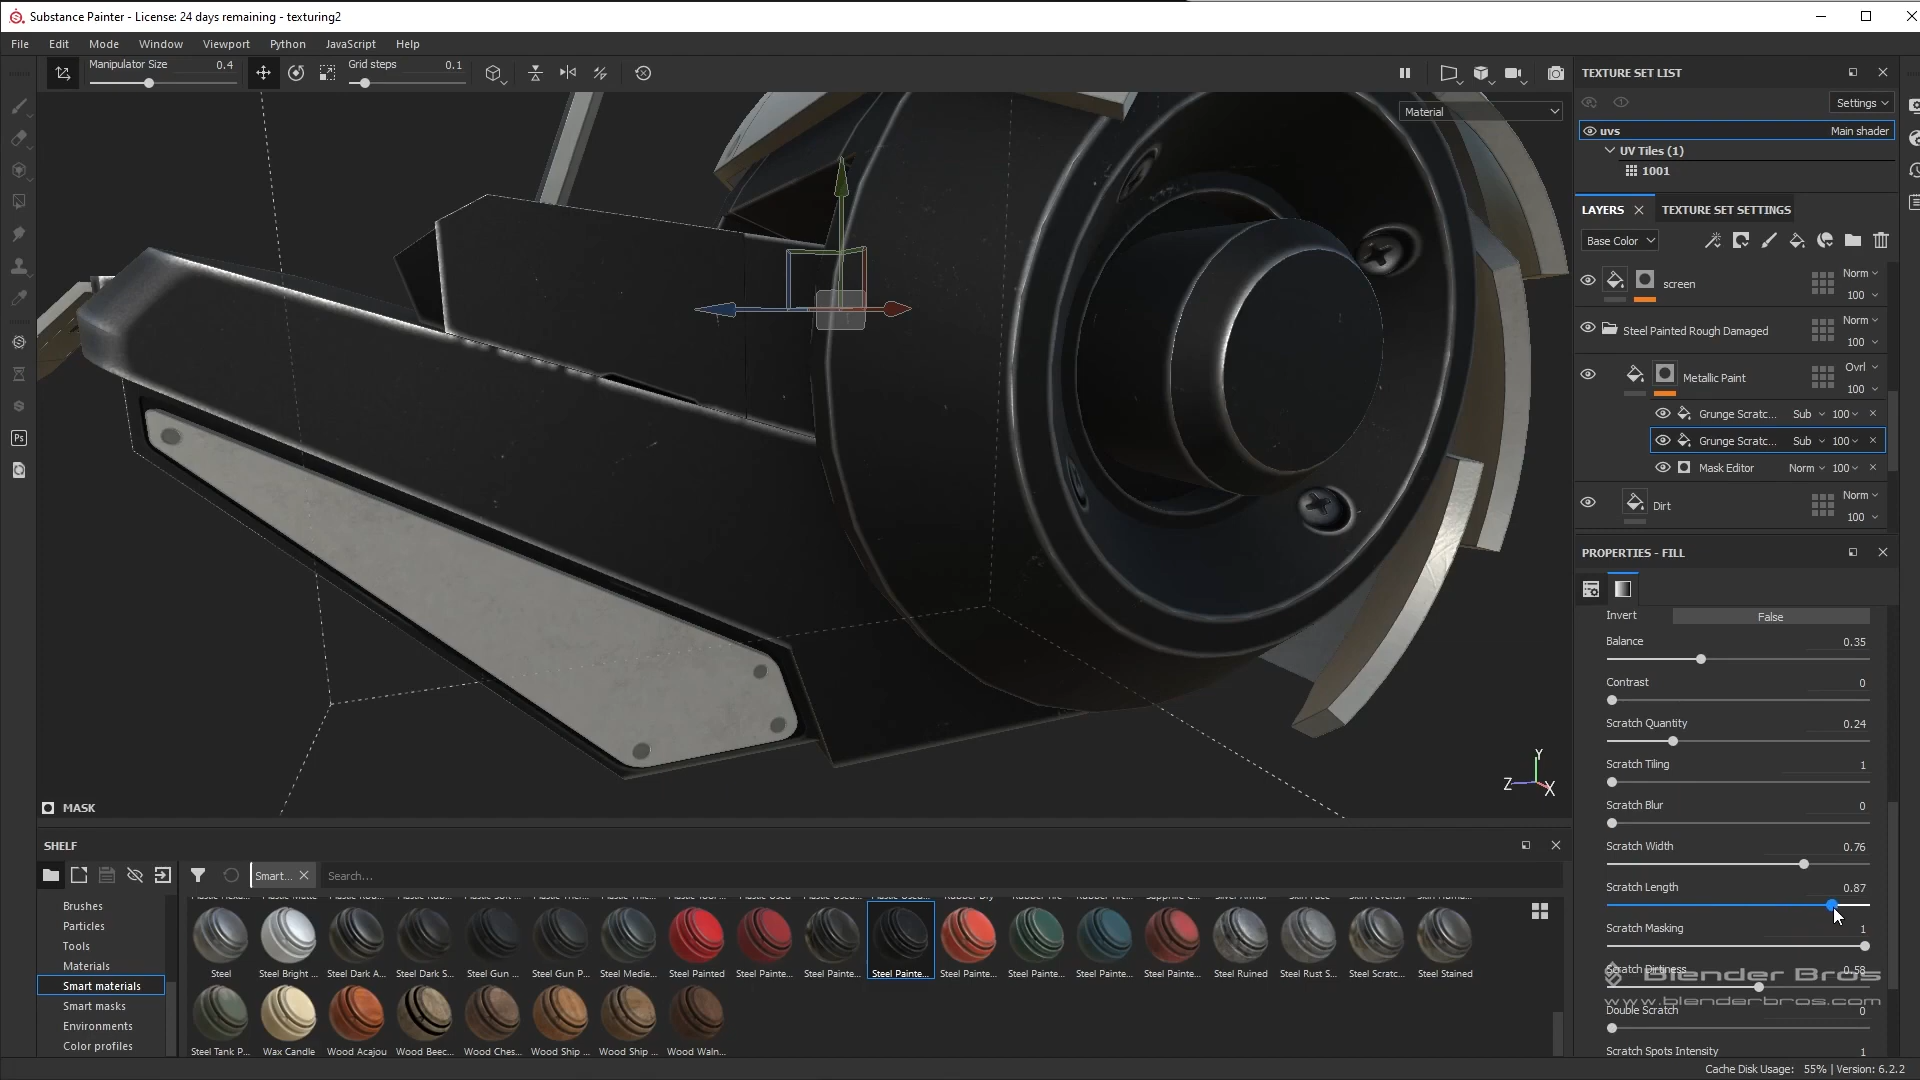 Substance Painter - License: 24 days remaining - texturing2
File Edit Mode Window Viewport Python JavaScript Help
Manipulator Size 0.4
Grid steps 0.1
Material
TEXTURE SET LIST
Settings
uvs Main shader
UV Tiles (1)
1001
LAYERS TEXTURE SET SETTINGS
Base Color
screen Norm 100
Steel Painted Rough Damaged Norm 100
Metallic Paint Ovrl 100
Grunge Scratc... Sub 100
Grunge Scratc... Sub 100
Mask Editor Norm 100
Dirt Norm 100
PROPERTIES - FILL
Invert False
Balance 0.35
Contrast 0
Scratch Quantity 0.24
Scratch Tiling 1
Scratch Blur 0
Scratch Width 0.76
Scratch Length 0.87
Scratch Masking 1
Scratch Dirtiness 0.58
Blender Bros
www.blenderbros.com
Double Scratch 0
Scratch Spots Intensity 1
Y
Z X
MASK
SHELF
Smart... Search...
Brushes
Particles
Tools
Materials
Smart materials
Smart masks
Environments
Color profiles
Steel Steel Bright ... Steel Dark A... Steel Dark S... Steel Gun ... Steel Gun P... Steel Medie... Steel Painted Steel Painte... Steel Painte... Steel Painte... Steel Painte... Steel Painte... Steel Painte... Steel Painte... Steel Ruined Steel Rust S... Steel Scratc... Steel Stained
Steel Tank P... Wax Candle Wood Acajou Wood Beec... Wood Ches... Wood Ship ... Wood Ship ... Wood Waln...
Cache Disk Usage: 55% | Version: 6.2.2